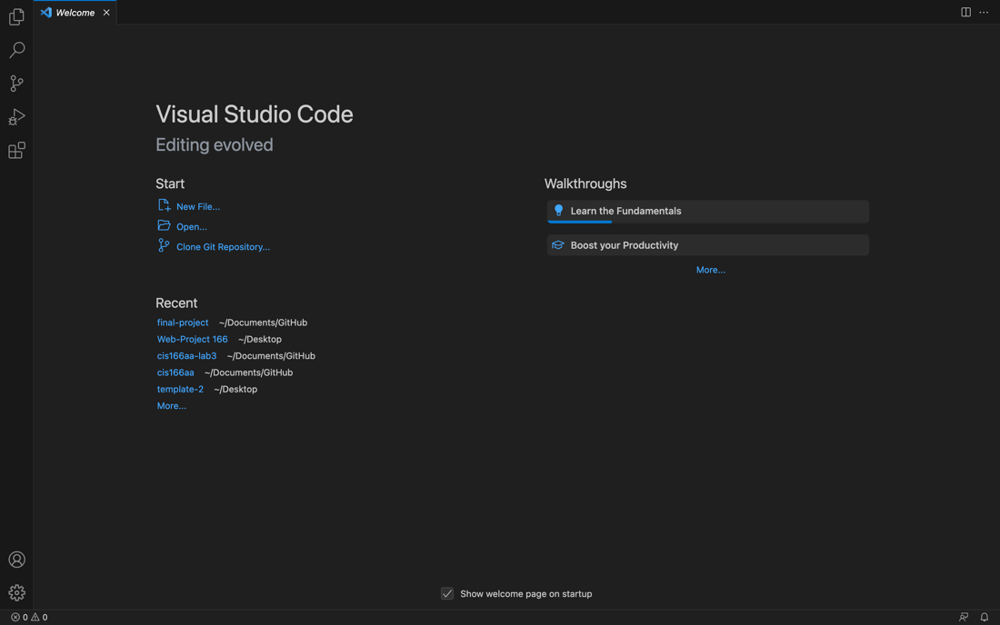 Welcome
Visual Studio Code
Editing evolved
Start
New File...
Open...
Clone Git Repository...
Recent
final-project ~/Documents/GitHub
Web-Project 166 ~/Desktop
cis166aa-lab3 ~/Documents/GitHub
cis166aa ~/Documents/GitHub
template-2 ~/Desktop
More...
Walkthroughs
Learn the Fundamentals
Boost your Productivity
More...
Show welcome page on startup
0 0